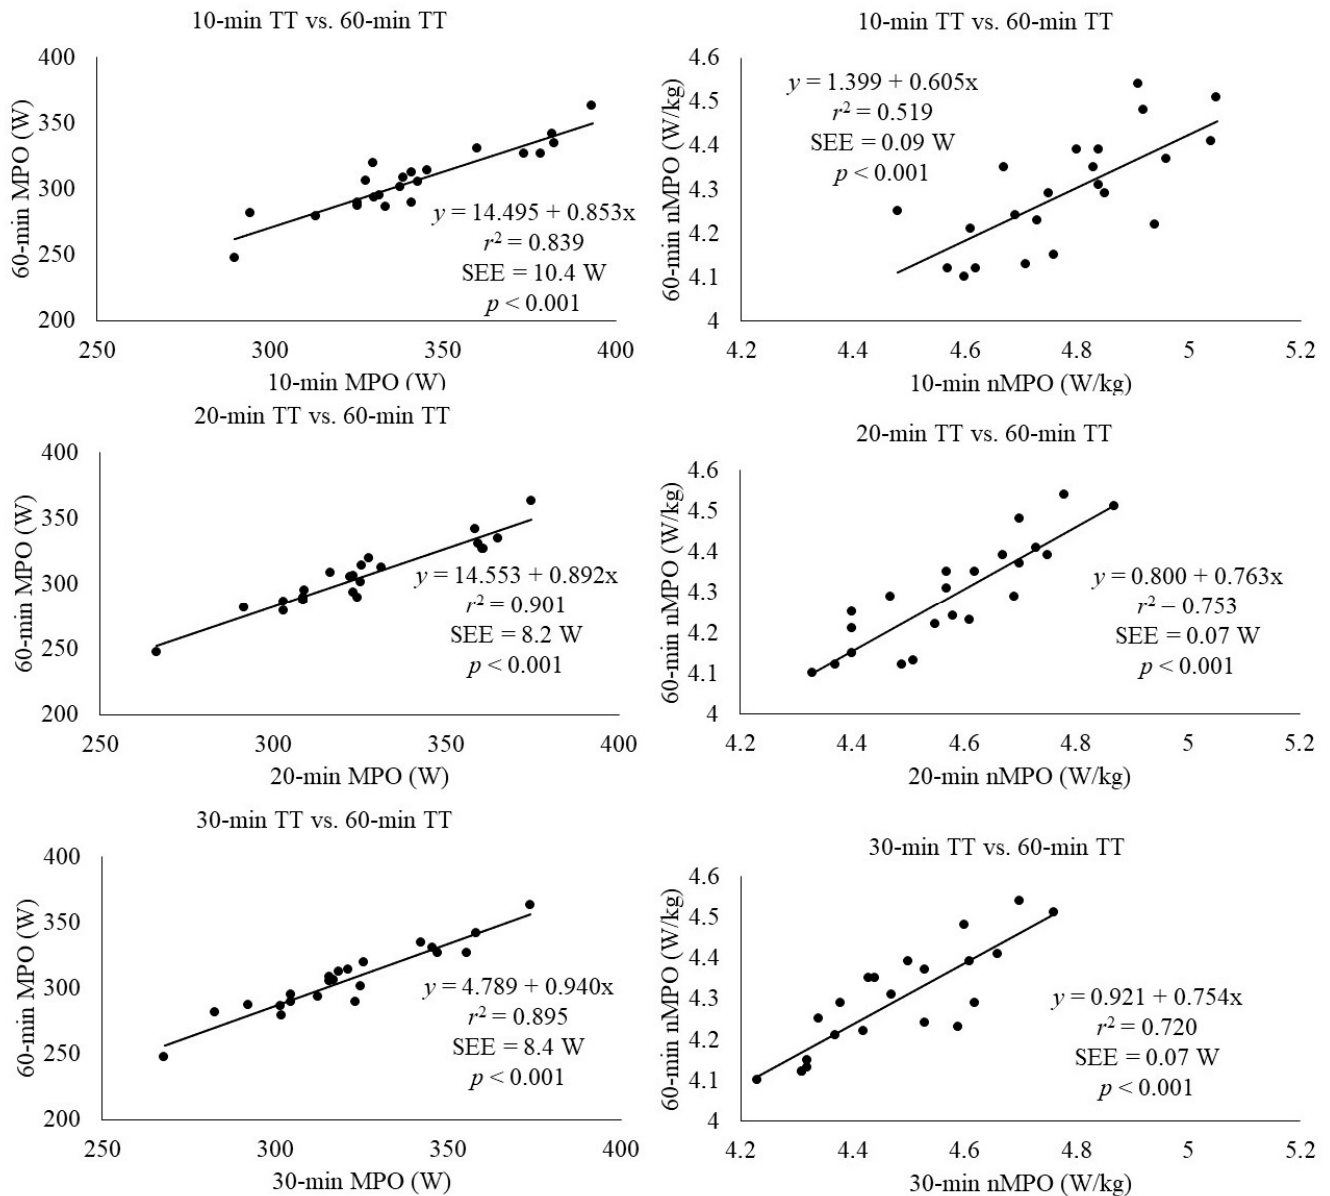 10-min TT vs. 60-min TT
60-min MPO (W)
400
350
300
250
200
y = 14.495 + 0.853x
r² = 0.839
SEE = 10.4 W
p < 0.001
250 300 350 400
10-min MPO (W)
10-min TT vs. 60-min TT
60-min nMPO (W/kg)
4.6
4.5
4.4
4.3
4.2
4.1
4
y = 1.399 + 0.605x
r² = 0.519
SEE = 0.09 W
p < 0.001
4.2 4.4 4.6 4.8 5 5.2
10-min nMPO (W/kg)
20-min TT vs. 60-min TT
60-min MPO (W)
400
350
300
250
200
y = 14.553 + 0.892x
r² = 0.901
SEE = 8.2 W
p < 0.001
250 300 350 400
20-min MPO (W)
20-min TT vs. 60-min TT
60-min nMPO (W/kg)
4.6
4.5
4.4
4.3
4.2
4.1
4
y = 0.800 + 0.763x
r² − 0.753
SEE = 0.07 W
p < 0.001
4.2 4.4 4.6 4.8 5 5.2
20-min nMPO (W/kg)
30-min TT vs. 60-min TT
60-min MPO (W)
400
350
300
250
200
y = 4.789 + 0.940x
r² = 0.895
SEE = 8.4 W
p < 0.001
250 300 350 400
30-min MPO (W)
30-min TT vs. 60-min TT
60-min nMPO (W/kg)
4.6
4.5
4.4
4.3
4.2
4.1
4
y = 0.921 + 0.754x
r² = 0.720
SEE = 0.07 W
p < 0.001
4.2 4.4 4.6 4.8 5 5.2
30-min nMPO (W/kg)